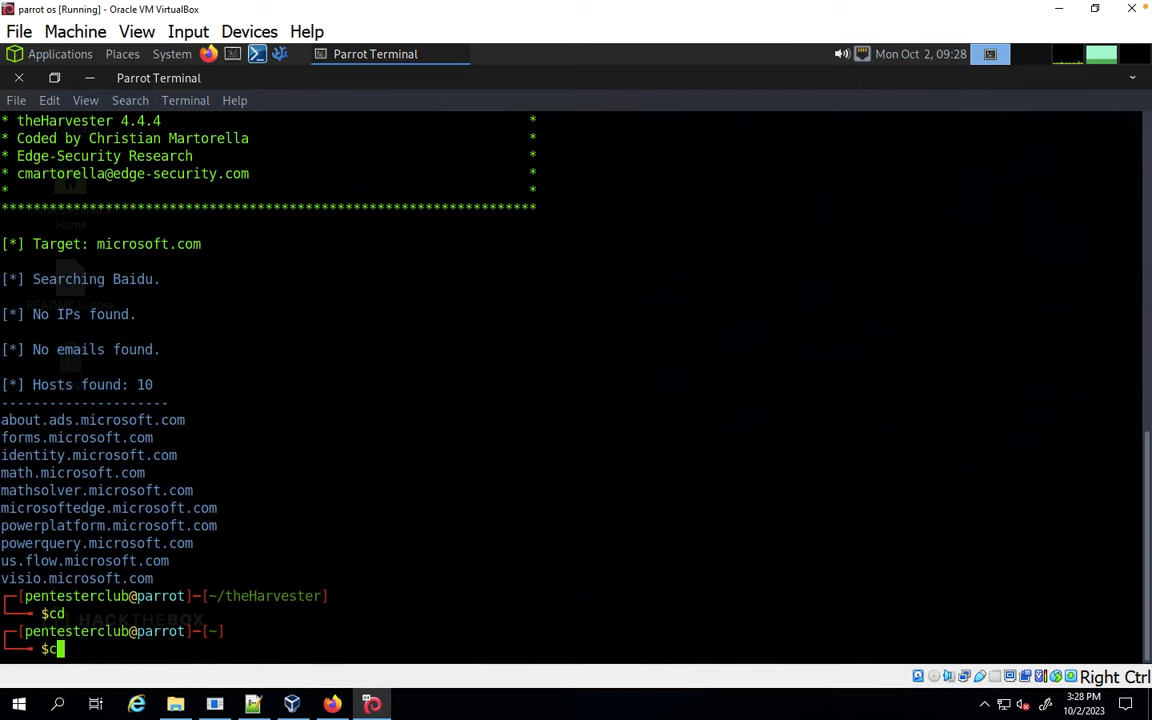 parrot os [Running] - Oracle VM VirtualBox
File Machine View Input Devices Help
Applications Places System Parrot Terminal Mon Oct 2, 09:28
Parrot Terminal
File Edit View Search Terminal Help
* theHarvester 4.4.4 *
* Coded by Christian Martorella *
* Edge-Security Research *
* cmartorella@edge-security.com *
* *
*******************************************************************
[*] Target: microsoft.com
[*] Searching Baidu.
[*] No IPs found.
[*] No emails found.
[*] Hosts found: 10
---------------------
about.ads.microsoft.com
forms.microsoft.com
identity.microsoft.com
math.microsoft.com
mathsolver.microsoft.com
microsoftedge.microsoft.com
powerplatform.microsoft.com
powerquery.microsoft.com
us.flow.microsoft.com
visio.microsoft.com
┌─[pentesterclub@parrot]─[~/theHarvester]
└──╼ $cd
HACKTHEBOX
┌─[pentesterclub@parrot]─[~]
└──╼ $c
Right Ctrl
3:28 PM
10/2/2023